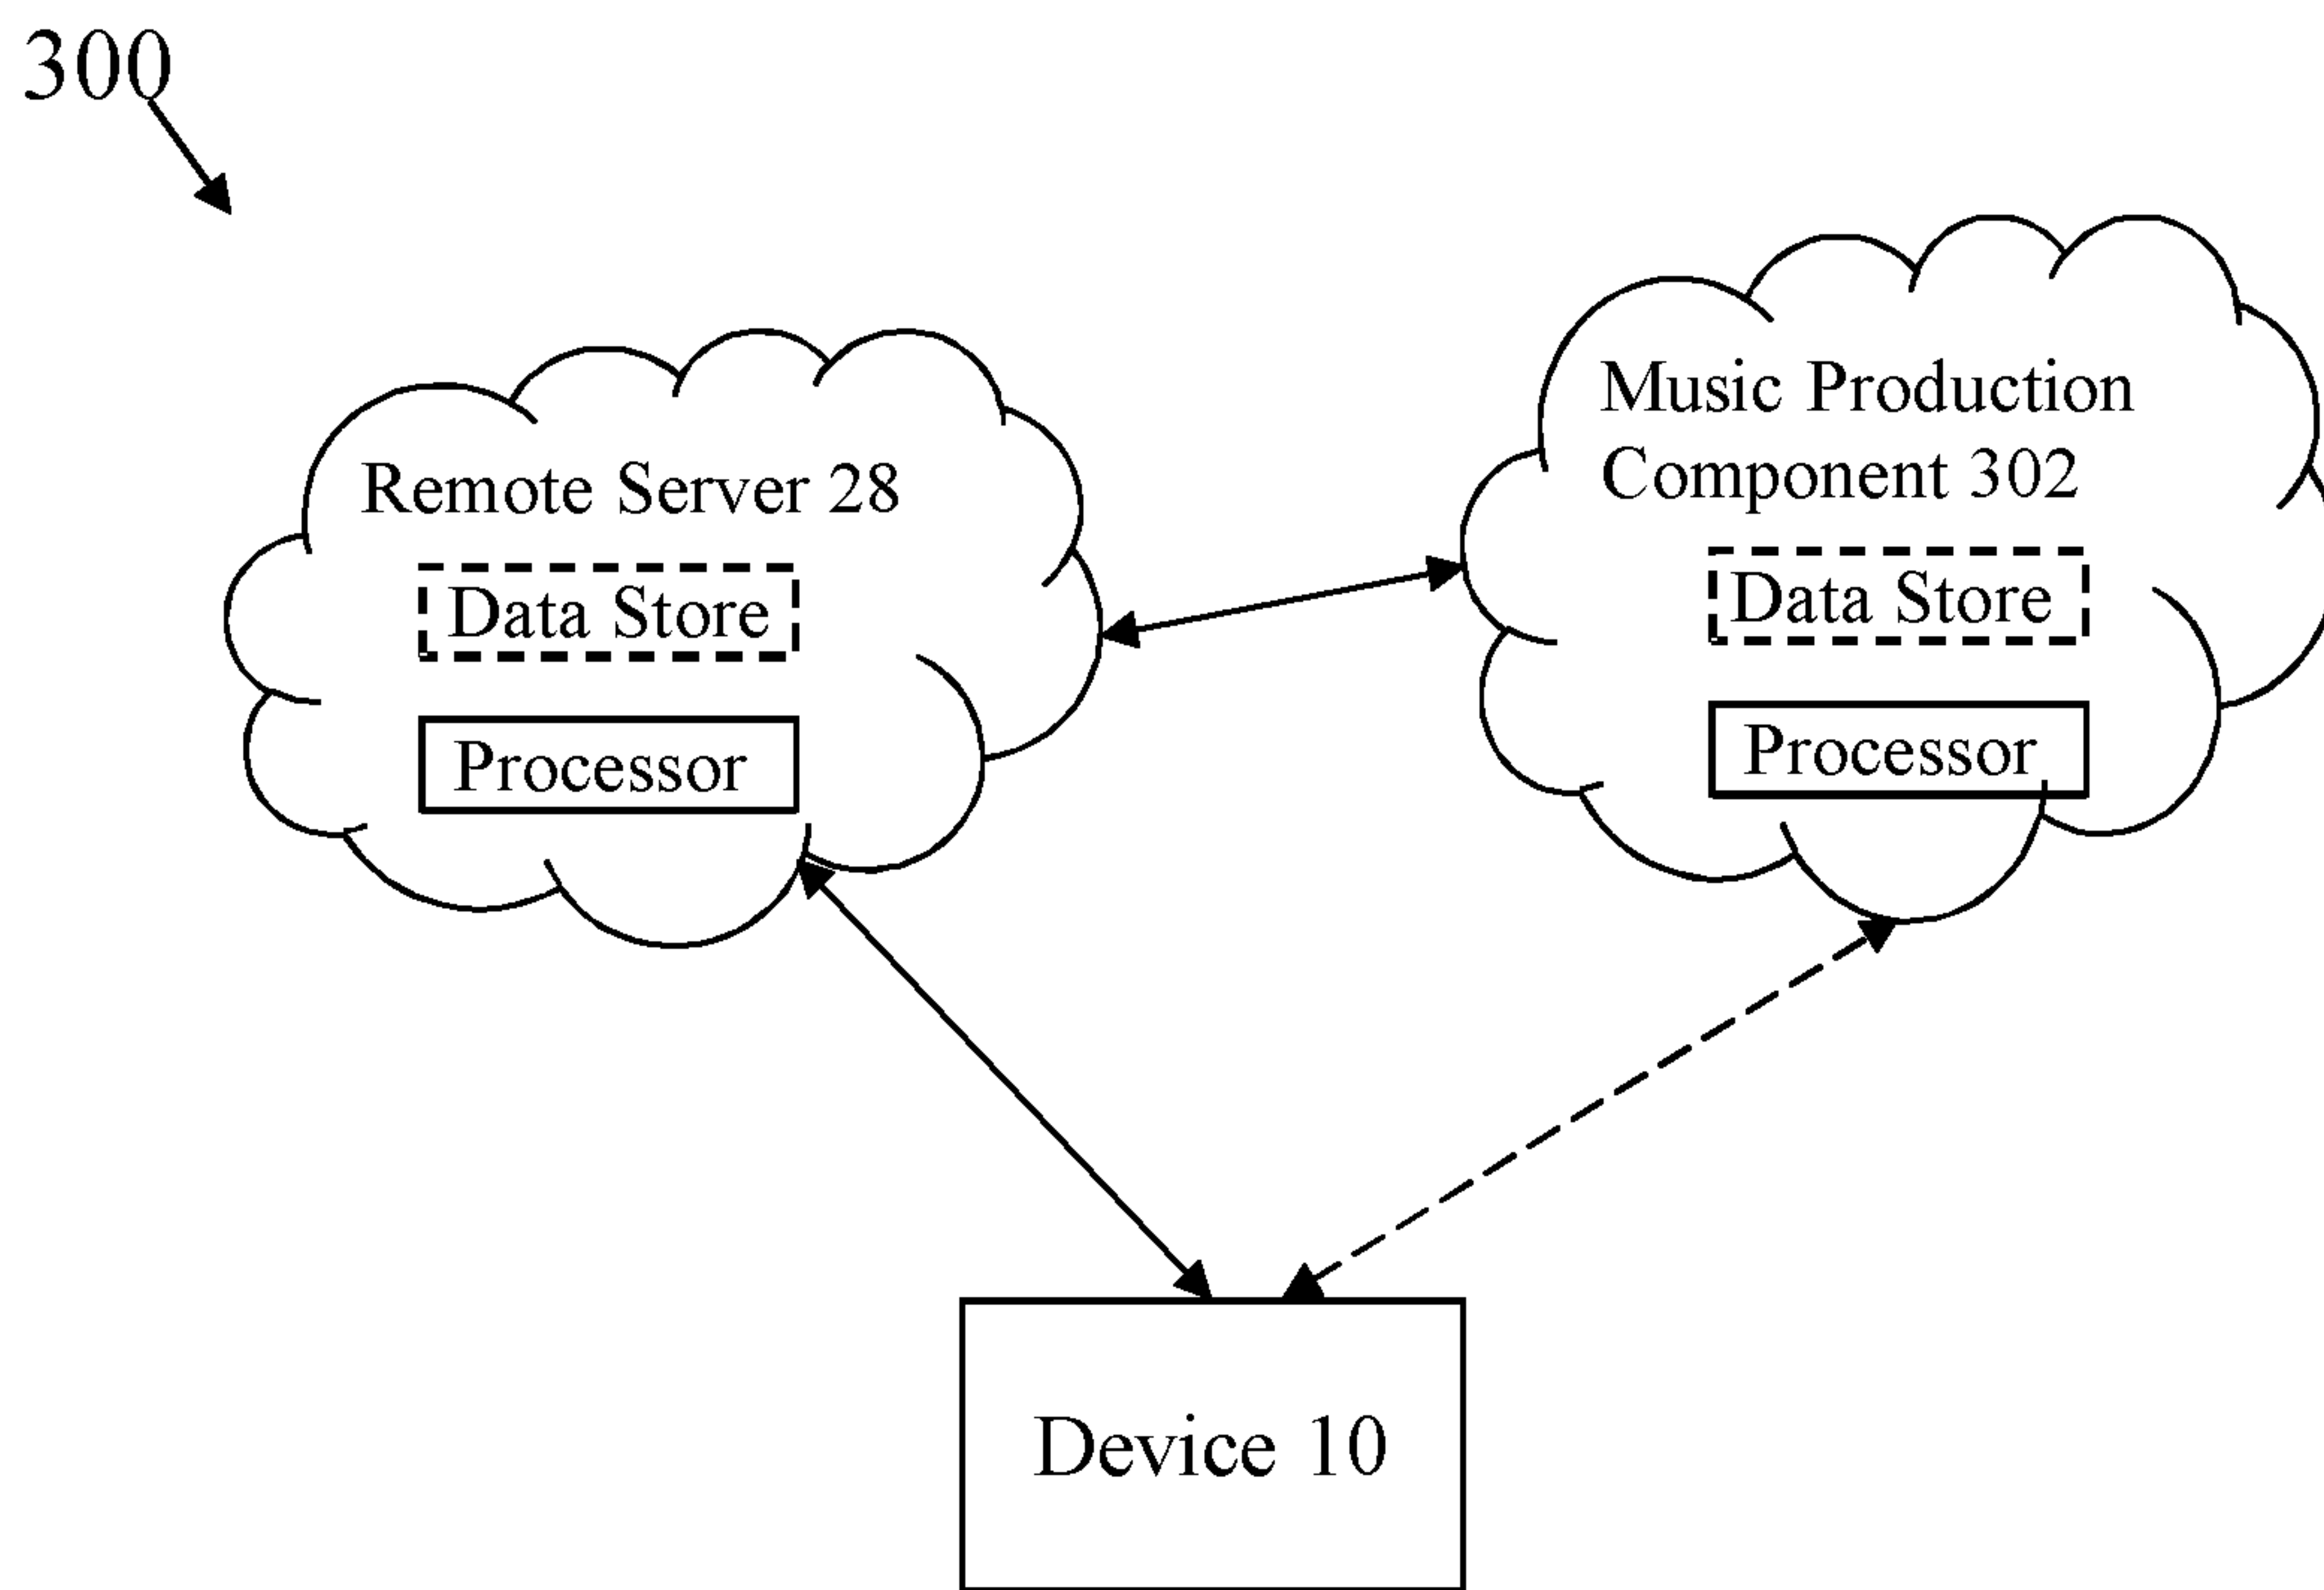 300
Remote Server 28
Data Store
Processor
Music Production
Component 302
Data Store
Processor
Device 10